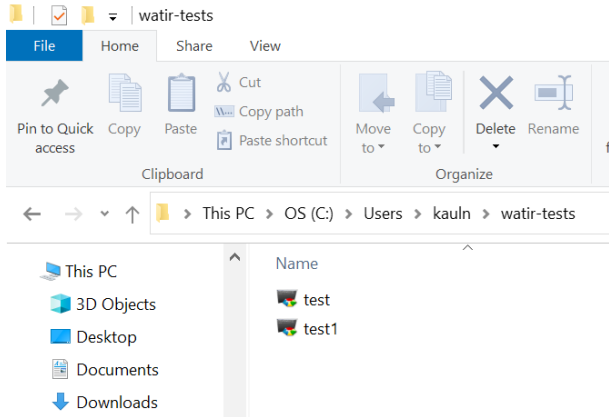 watir-tests
File Home Share View
Pin to Quick access
Copy
Paste
Cut
Copy path
Paste shortcut
Move to
Copy to
Delete
Rename
Clipboard
Organize
This PC > OS (C:) > Users > kauln > watir-tests
This PC
3D Objects
Desktop
Documents
Downloads
Name
test
test1